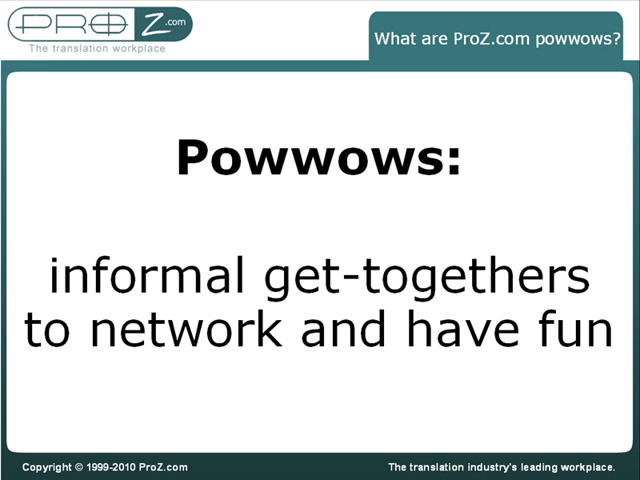 PROZ.com
The translation workplace
What are ProZ.com powwows?
Powwows:
informal get-togethers
to network and have fun
Copyright © 1999-2010 ProZ.com
The translation industry's leading workplace.